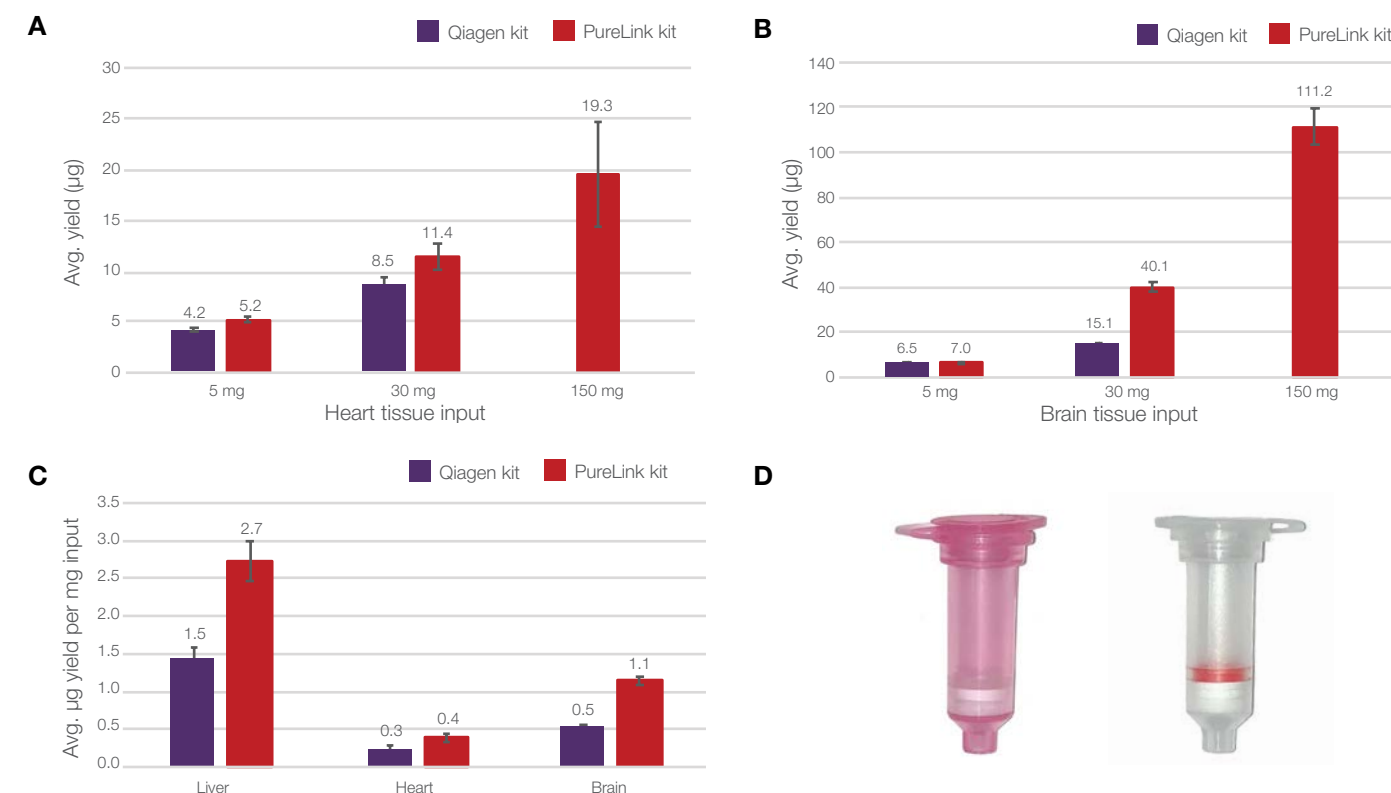 A
Qiagen kit PureLink kit
30
25
20
15
10
5
0
Avg. yield (µg)
4.2 5.2
8.5 11.4
19.3
5 mg 30 mg 150 mg
Heart tissue input
B
Qiagen kit PureLink kit
140
120
100
80
60
40
20
0
Avg. yield (µg)
6.5 7.0
15.1 40.1
111.2
5 mg 30 mg 150 mg
Brain tissue input
C
Qiagen kit PureLink kit
3.5
3.0
2.5
2.0
1.5
1.0
0.5
0.0
Avg. µg yield per mg input
1.5 2.7
0.3 0.4
0.5 1.1
Liver Heart Brain
D